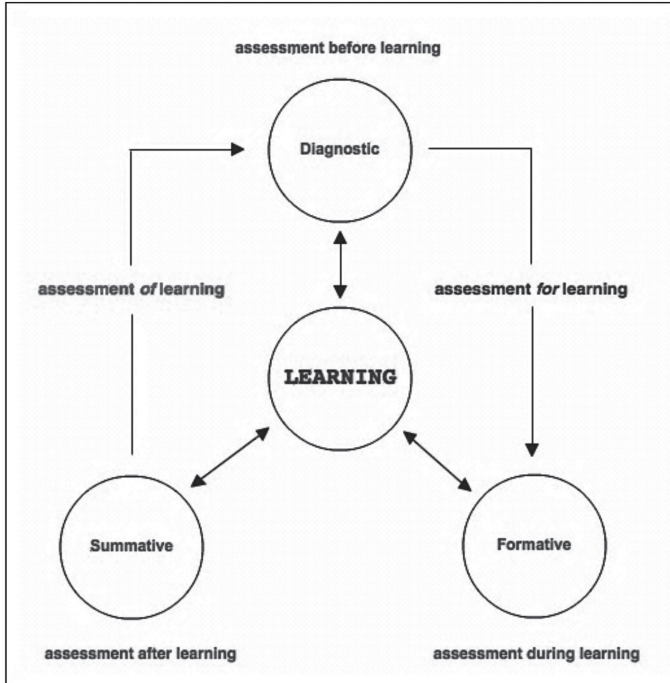 assessment before learning
Diagnostic
assessment of learning
assessment for learning
LEARNING
Summative
Formative
assessment after learning
assessment during learning